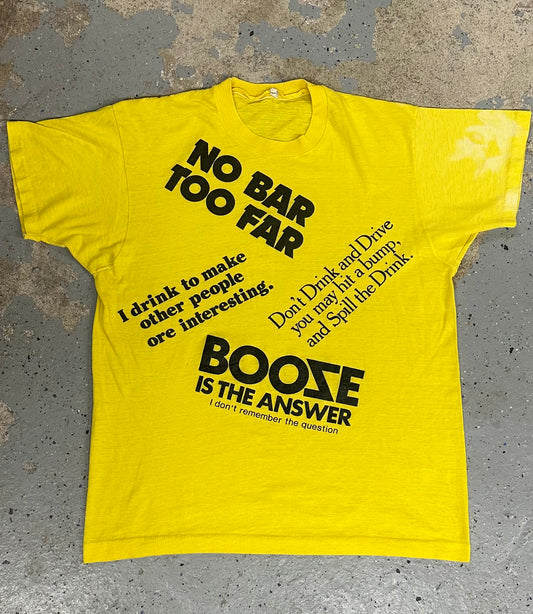 NO BAR
TOO FAR
I drink to make
other people
ore interesting.
Don't Drink and Drive
you may hit a bump,
and Spill the Drink.
BOOZE
IS THE ANSWER
I don't remember the question